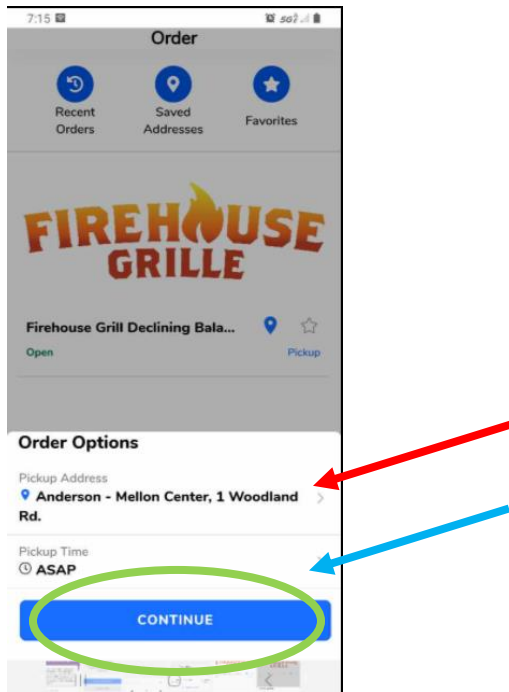 7:15 5G
Order
Recent Orders
Saved Addresses
Favorites
FIREHOUSE
GRILLE
Firehouse Grill Declining Bala...
Open Pickup
Order Options
Pickup Address
Anderson - Mellon Center, 1 Woodland
Rd.
Pickup Time
ASAP
CONTINUE